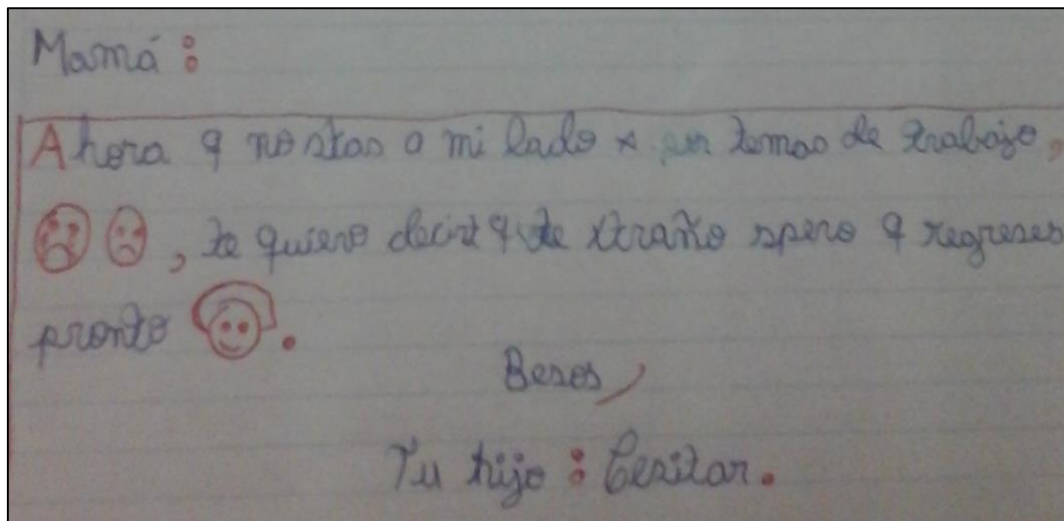 Mamá :
Ahora q no stas a mi lado x temas de trabajo,
, te quiero decir q te xtraño spero q regreses
pronto .
Besos,
Tu hijo : Cesitar.